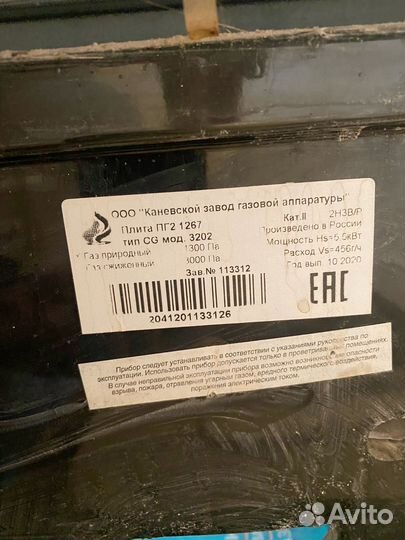 ООО "Каневской завод газовой аппаратуры"
Плита ПГ2 1267 Кат.II 2Н3В/Р
тип CG мод. 3202 Произведено в России
Газ природный 1300 Па Мощность Hs=5.5кВт
Газ сжиженный 3000 Па Расход Vs=456г/ч
Зав.№ 113312 Год вып. 10.2020
ЕАС
2041201133126
Прибор следует устанавливать в соответствии с указаниями руководства по
эксплуатации. Использовать прибор допускается только в проветриваемых помещениях.
В случае неправильной эксплуатации прибора возможно возникновение опасности
взрыва, пожара, отравления угарным газом, вредного термического воздействия,
поражения электрическим током.
Avito